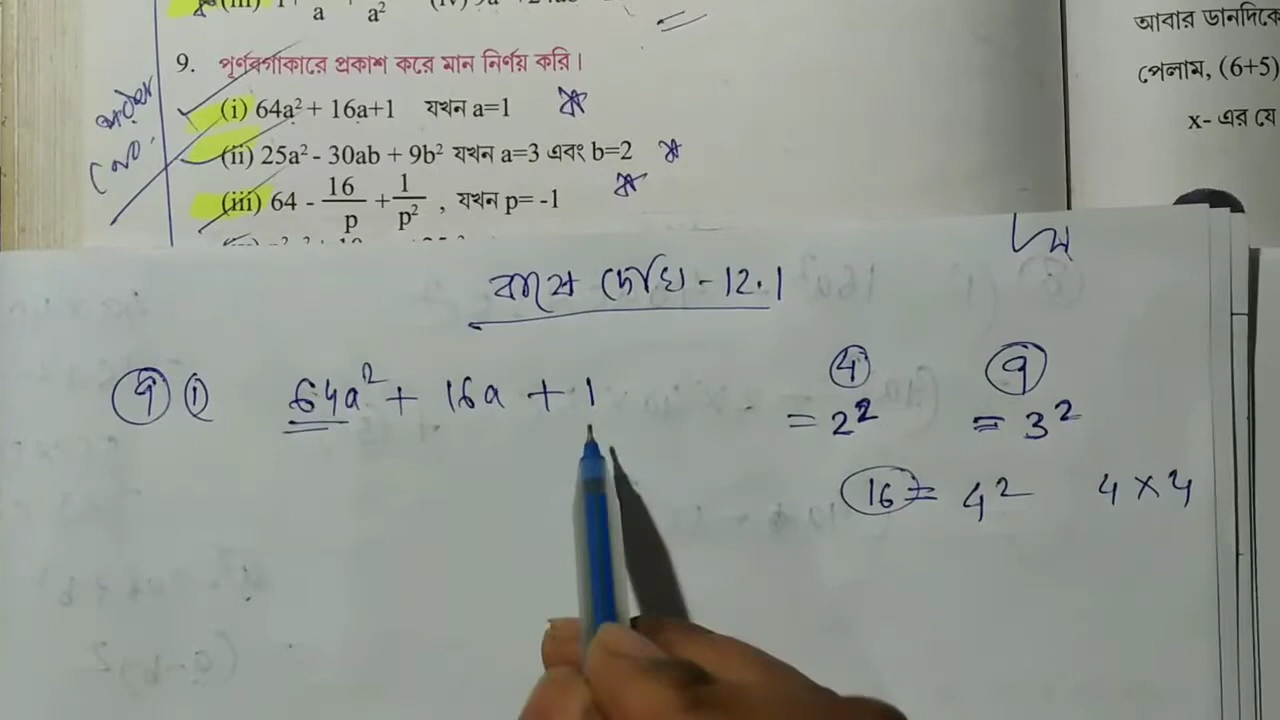 a a²
9. পূর্ণবর্গাকারে প্রকাশ করে মান নির্ণয় করি।
(i) 64a² + 16a+1 যখন a=1
(ii) 25a² - 30ab + 9b² যখন a=3 এবং b=2
(iii) 64 - 16/p + 1/p² , যখন p= -1
আবার ডানদিকে
পেলাম, (6+5)
x- এর যে
কষে দেখি - 12.1
9 (i) 64a² + 16a + 1
4 = 2²
9 = 3²
16 = 4² 4 × 4